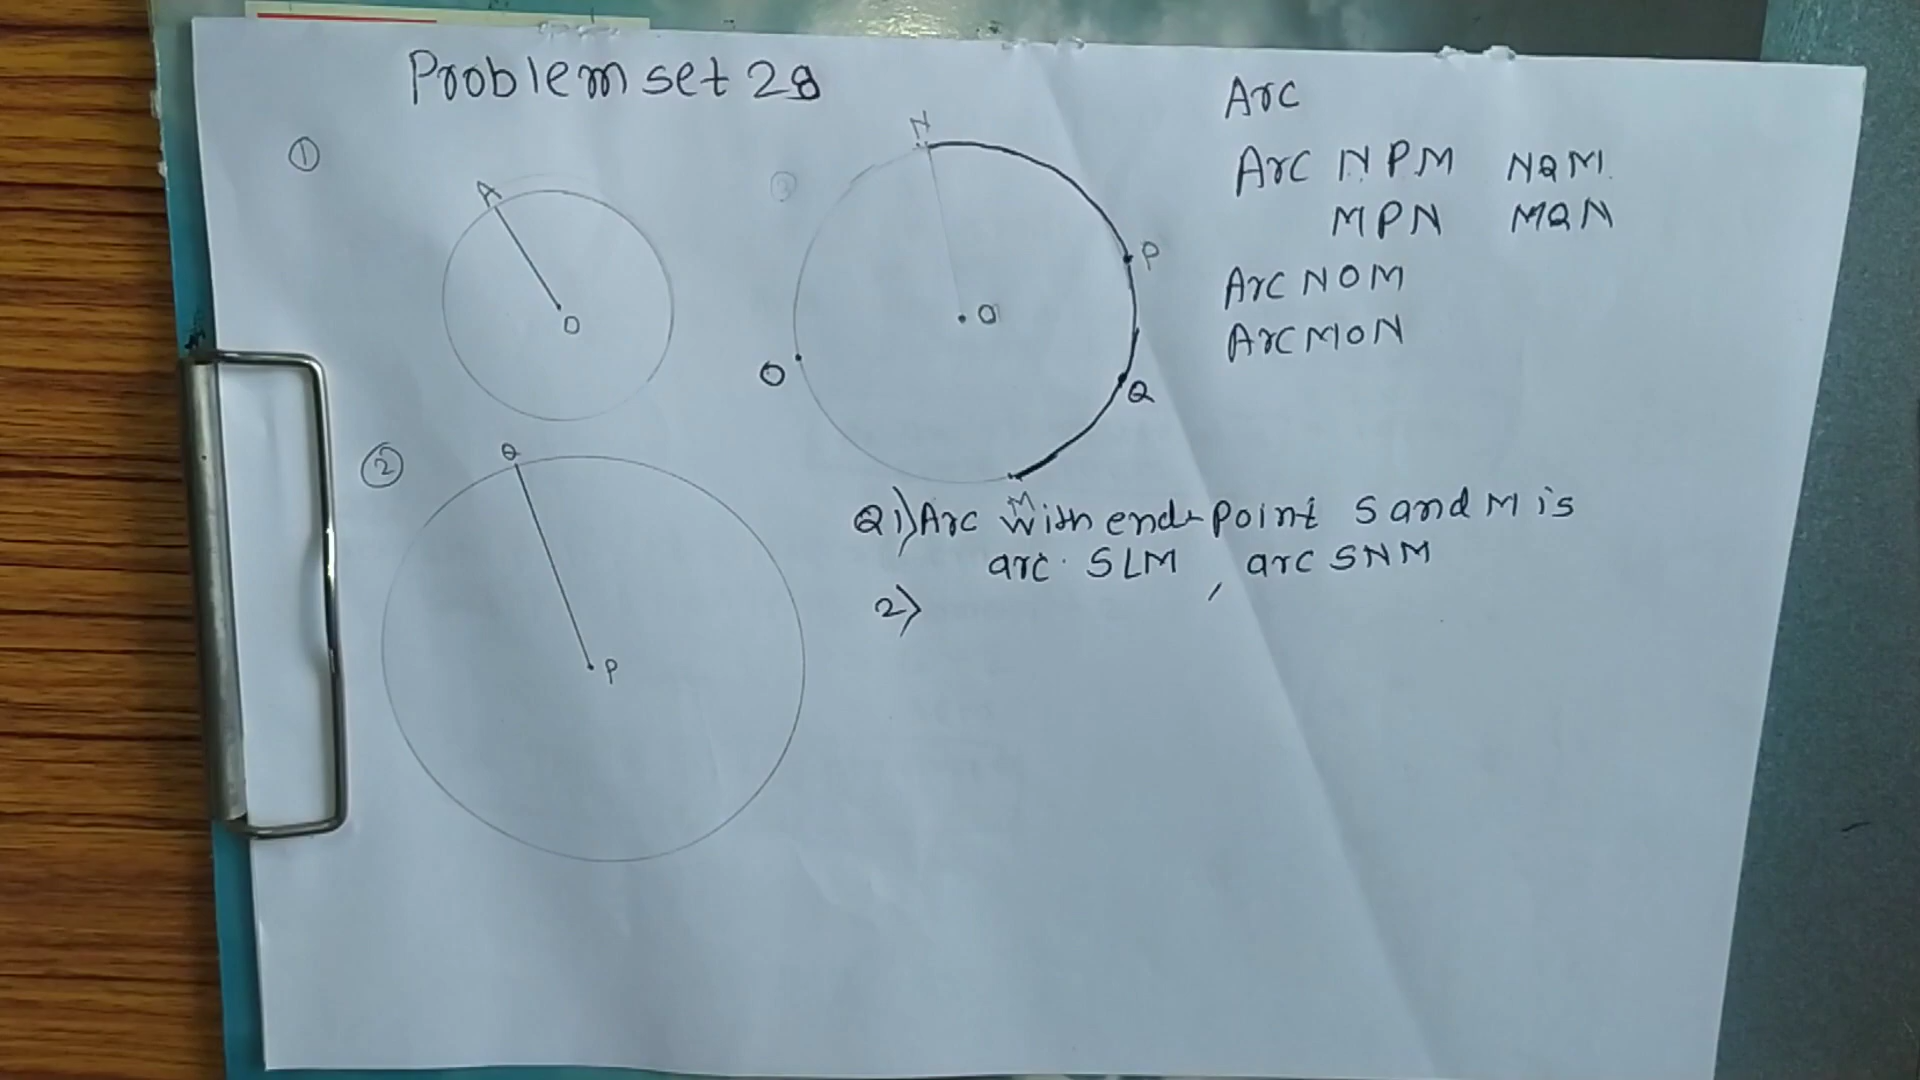 Problem set 28
①
A
O
②
Q
P
③
N
P
O
O
Q
M
Arc
Arc NPM NQM.
MPN MQN
Arc NOM
Arc MON
Q1) Arc with end-point S and M is
arc. SLM , arc SNM
2)